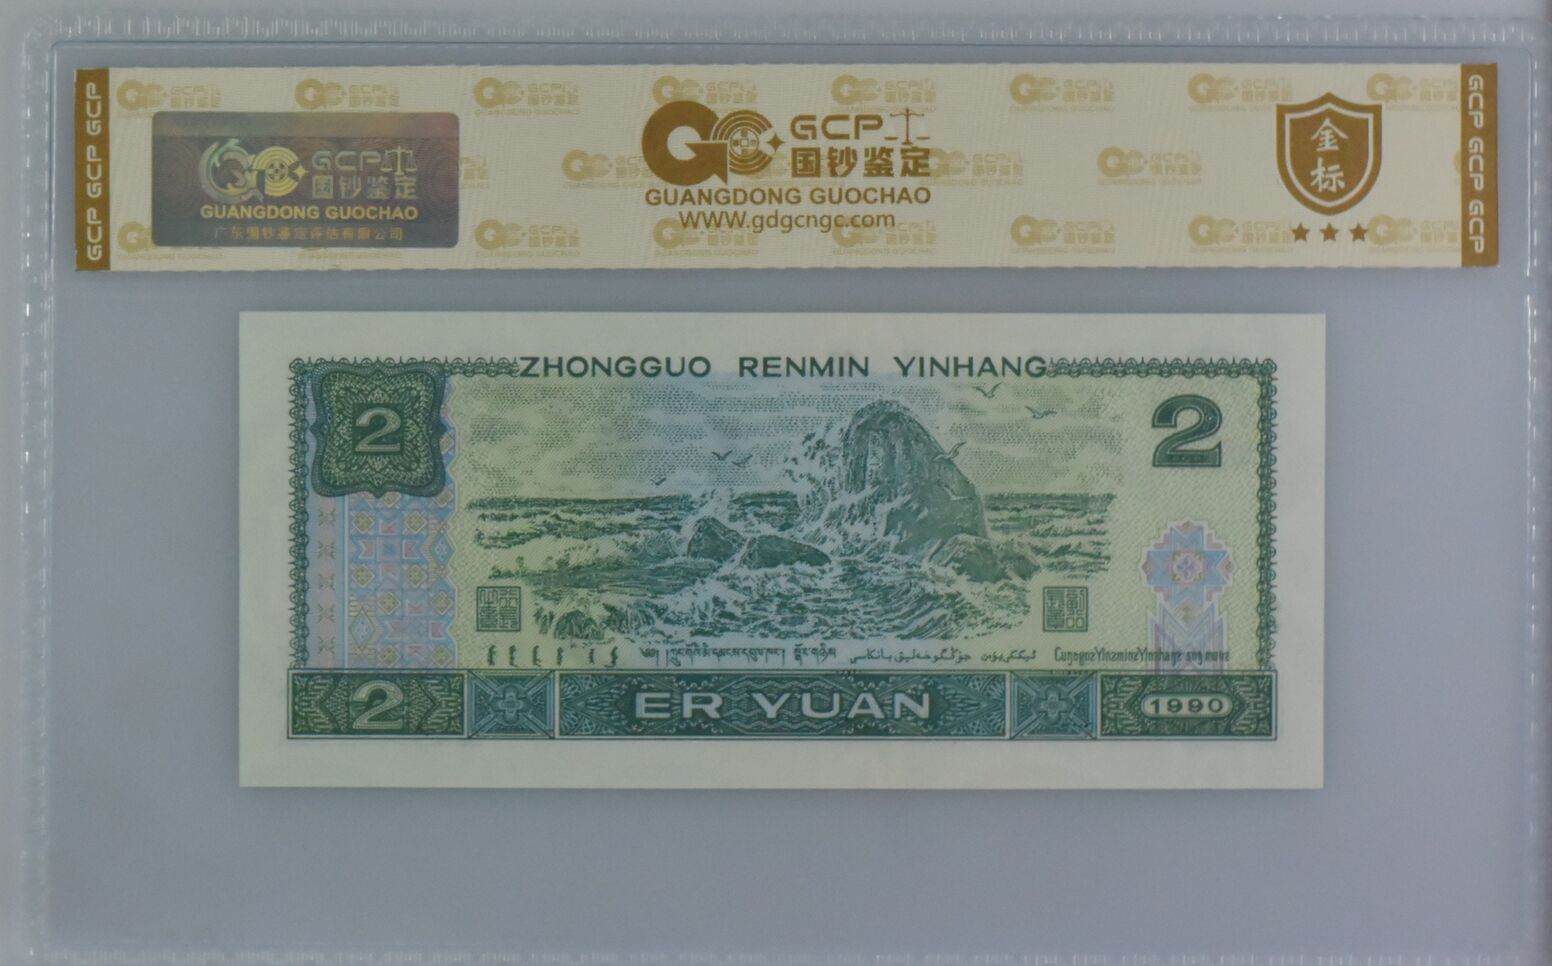 GCP GCP GCP
GCP
国钞鉴定
GUANGDONG GUOCHAO
广东国钞鉴定评估有限公司
GCP
国钞鉴定
GUANGDONG GUOCHAO
WWW.gdgcngc.com
金标
GCP GCP GCP
ZHONGGUO RENMIN YINHANG
2
2
2
ER YUAN
1990